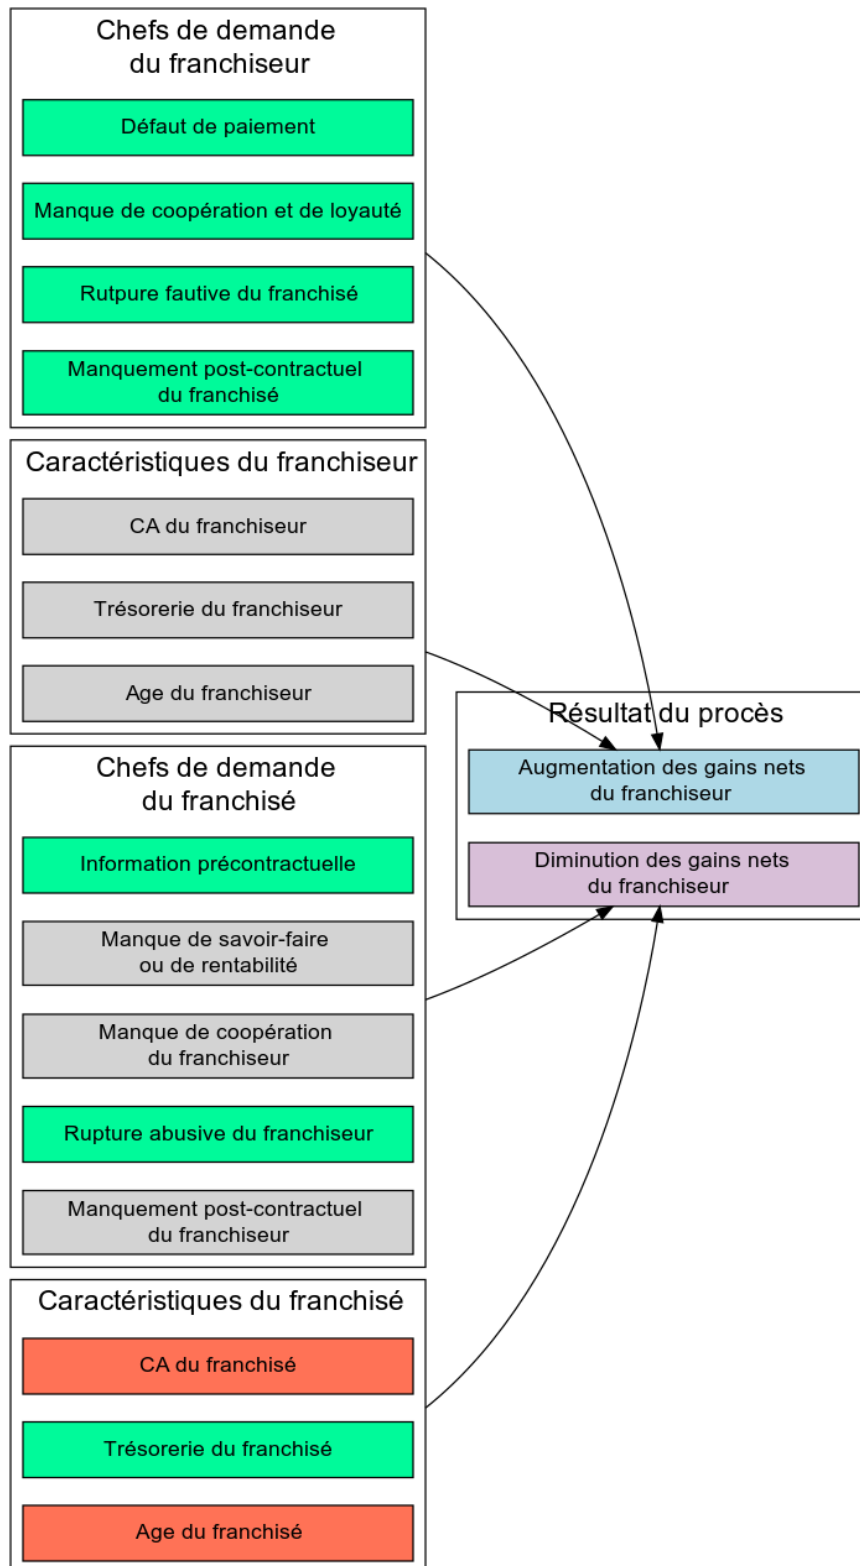 Chefs de demande
du franchiseur
Défaut de paiement
Manque de coopération et de loyauté
Rutpure fautive du franchisé
Manquement post-contractuel
du franchisé
Caractéristiques du franchiseur
CA du franchiseur
Trésorerie du franchiseur
Age du franchiseur
Chefs de demande
du franchisé
Information précontractuelle
Manque de savoir-faire
ou de rentabilité
Manque de coopération
du franchiseur
Rupture abusive du franchiseur
Manquement post-contractuel
du franchiseur
Caractéristiques du franchisé
CA du franchisé
Trésorerie du franchisé
Age du franchisé
Résultat du procès
Augmentation des gains nets
du franchiseur
Diminution des gains nets
du franchiseur